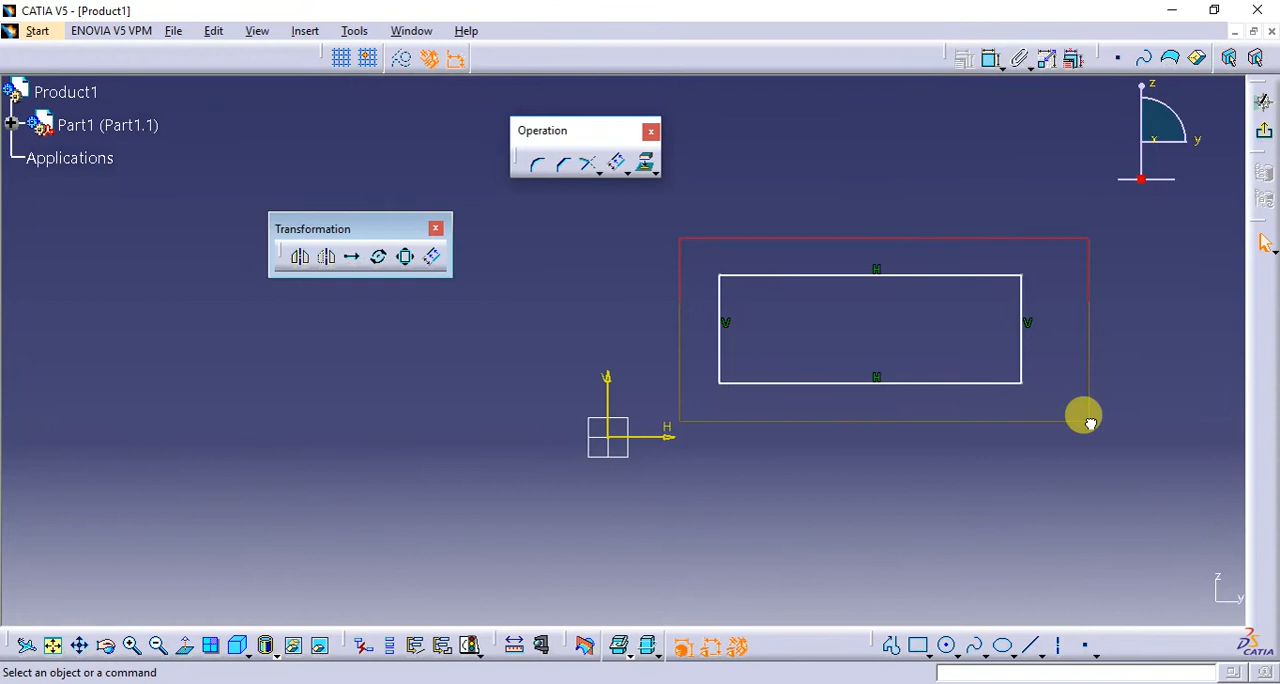 CATIA V5 - [Product1]
Start ENOVIA V5 VPM File Edit View Insert Tools Window Help
Product1
Part1 (Part1.1)
Applications
Operation
Transformation
z
x
y
H
V
V
H
V
H
z
y
CATIA
Select an object or a command